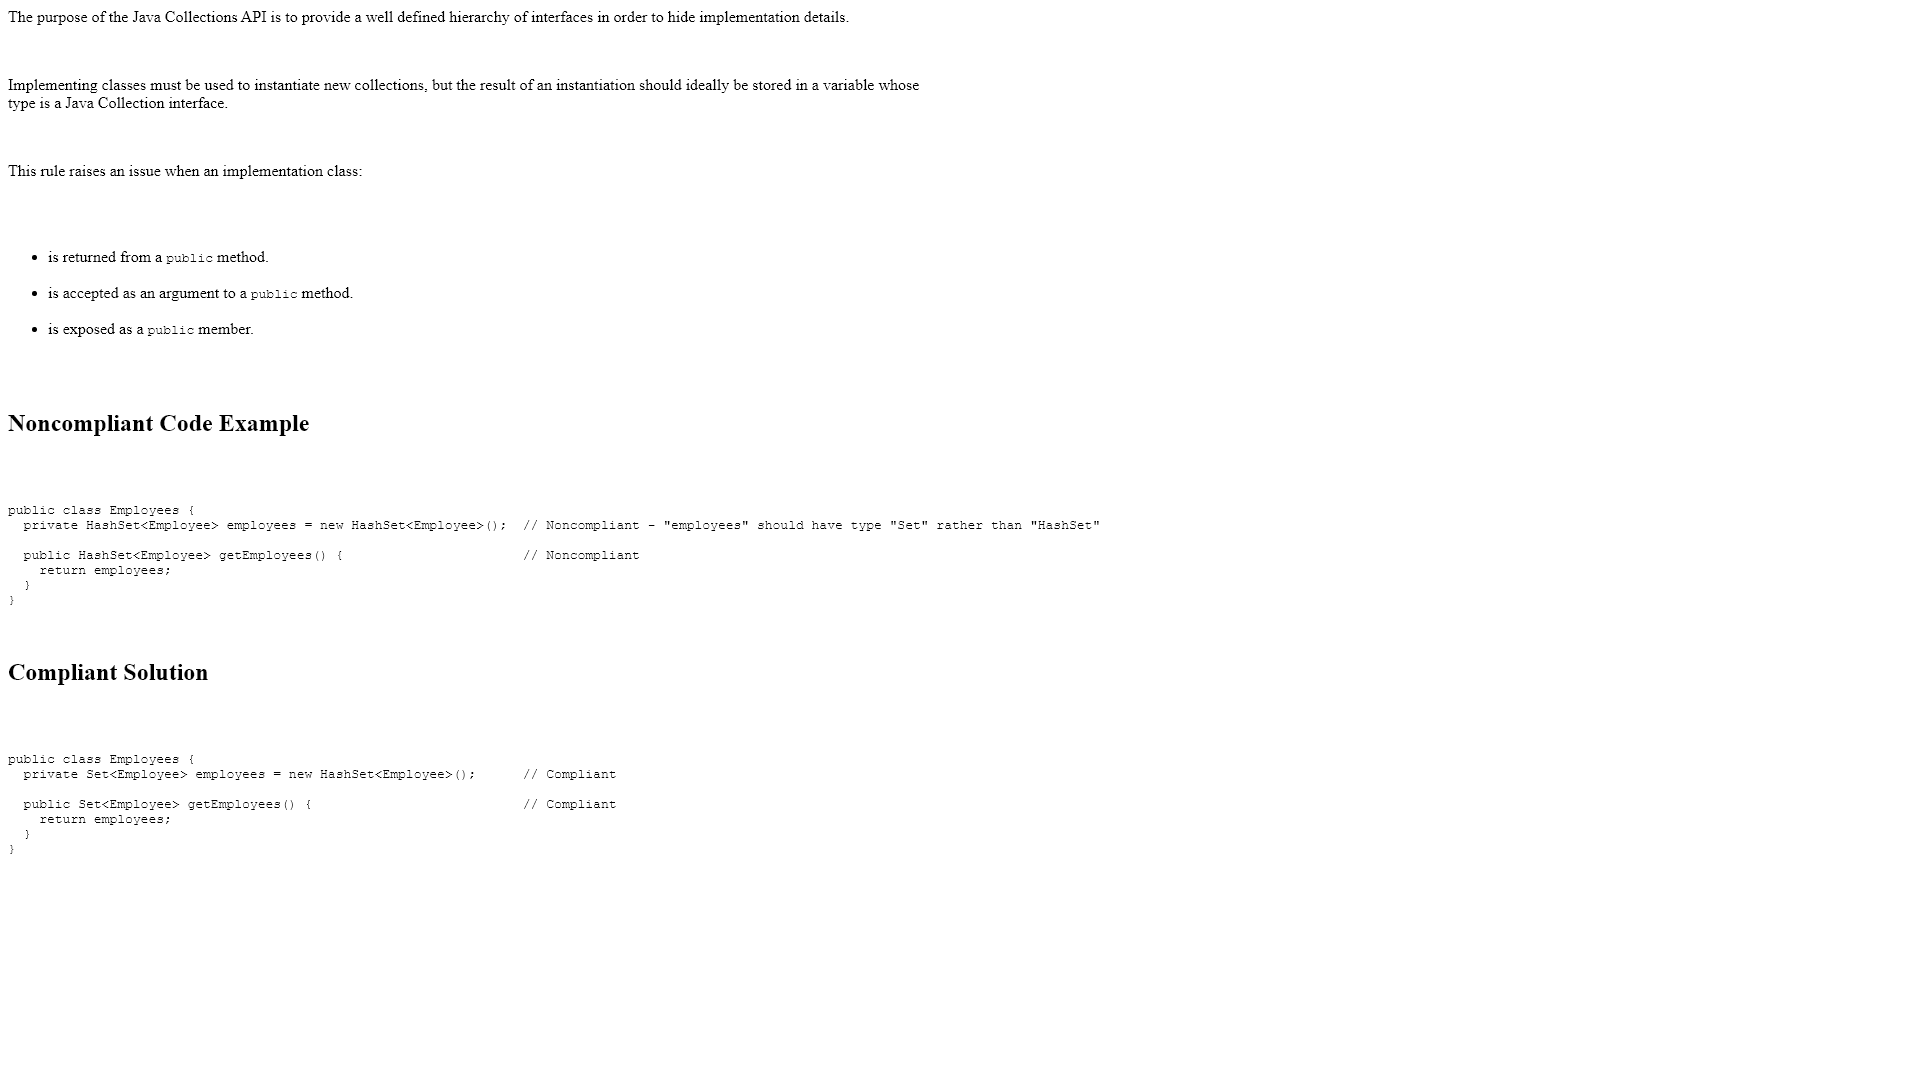 The purpose of the Java Collections API is to provide a well defined hierarchy of interfaces in order to hide implementation details.
Implementing classes must be used to instantiate new collections, but the result of an instantiation should ideally be stored in a variable whose
type is a Java Collection interface.
This rule raises an issue when an implementation class:
• is returned from a public method.
• is accepted as an argument to a public method.
• is exposed as a public member.
Noncompliant Code Example
public class Employees {
  private HashSet<Employee> employees = new HashSet<Employee>();  // Noncompliant - "employees" should have type "Set" rather than "HashSet"
  public HashSet<Employee> getEmployees() {                       // Noncompliant
    return employees;
  }
}
Compliant Solution
public class Employees {
  private Set<Employee> employees = new HashSet<Employee>();      // Compliant
  public Set<Employee> getEmployees() {                           // Compliant
    return employees;
  }
}